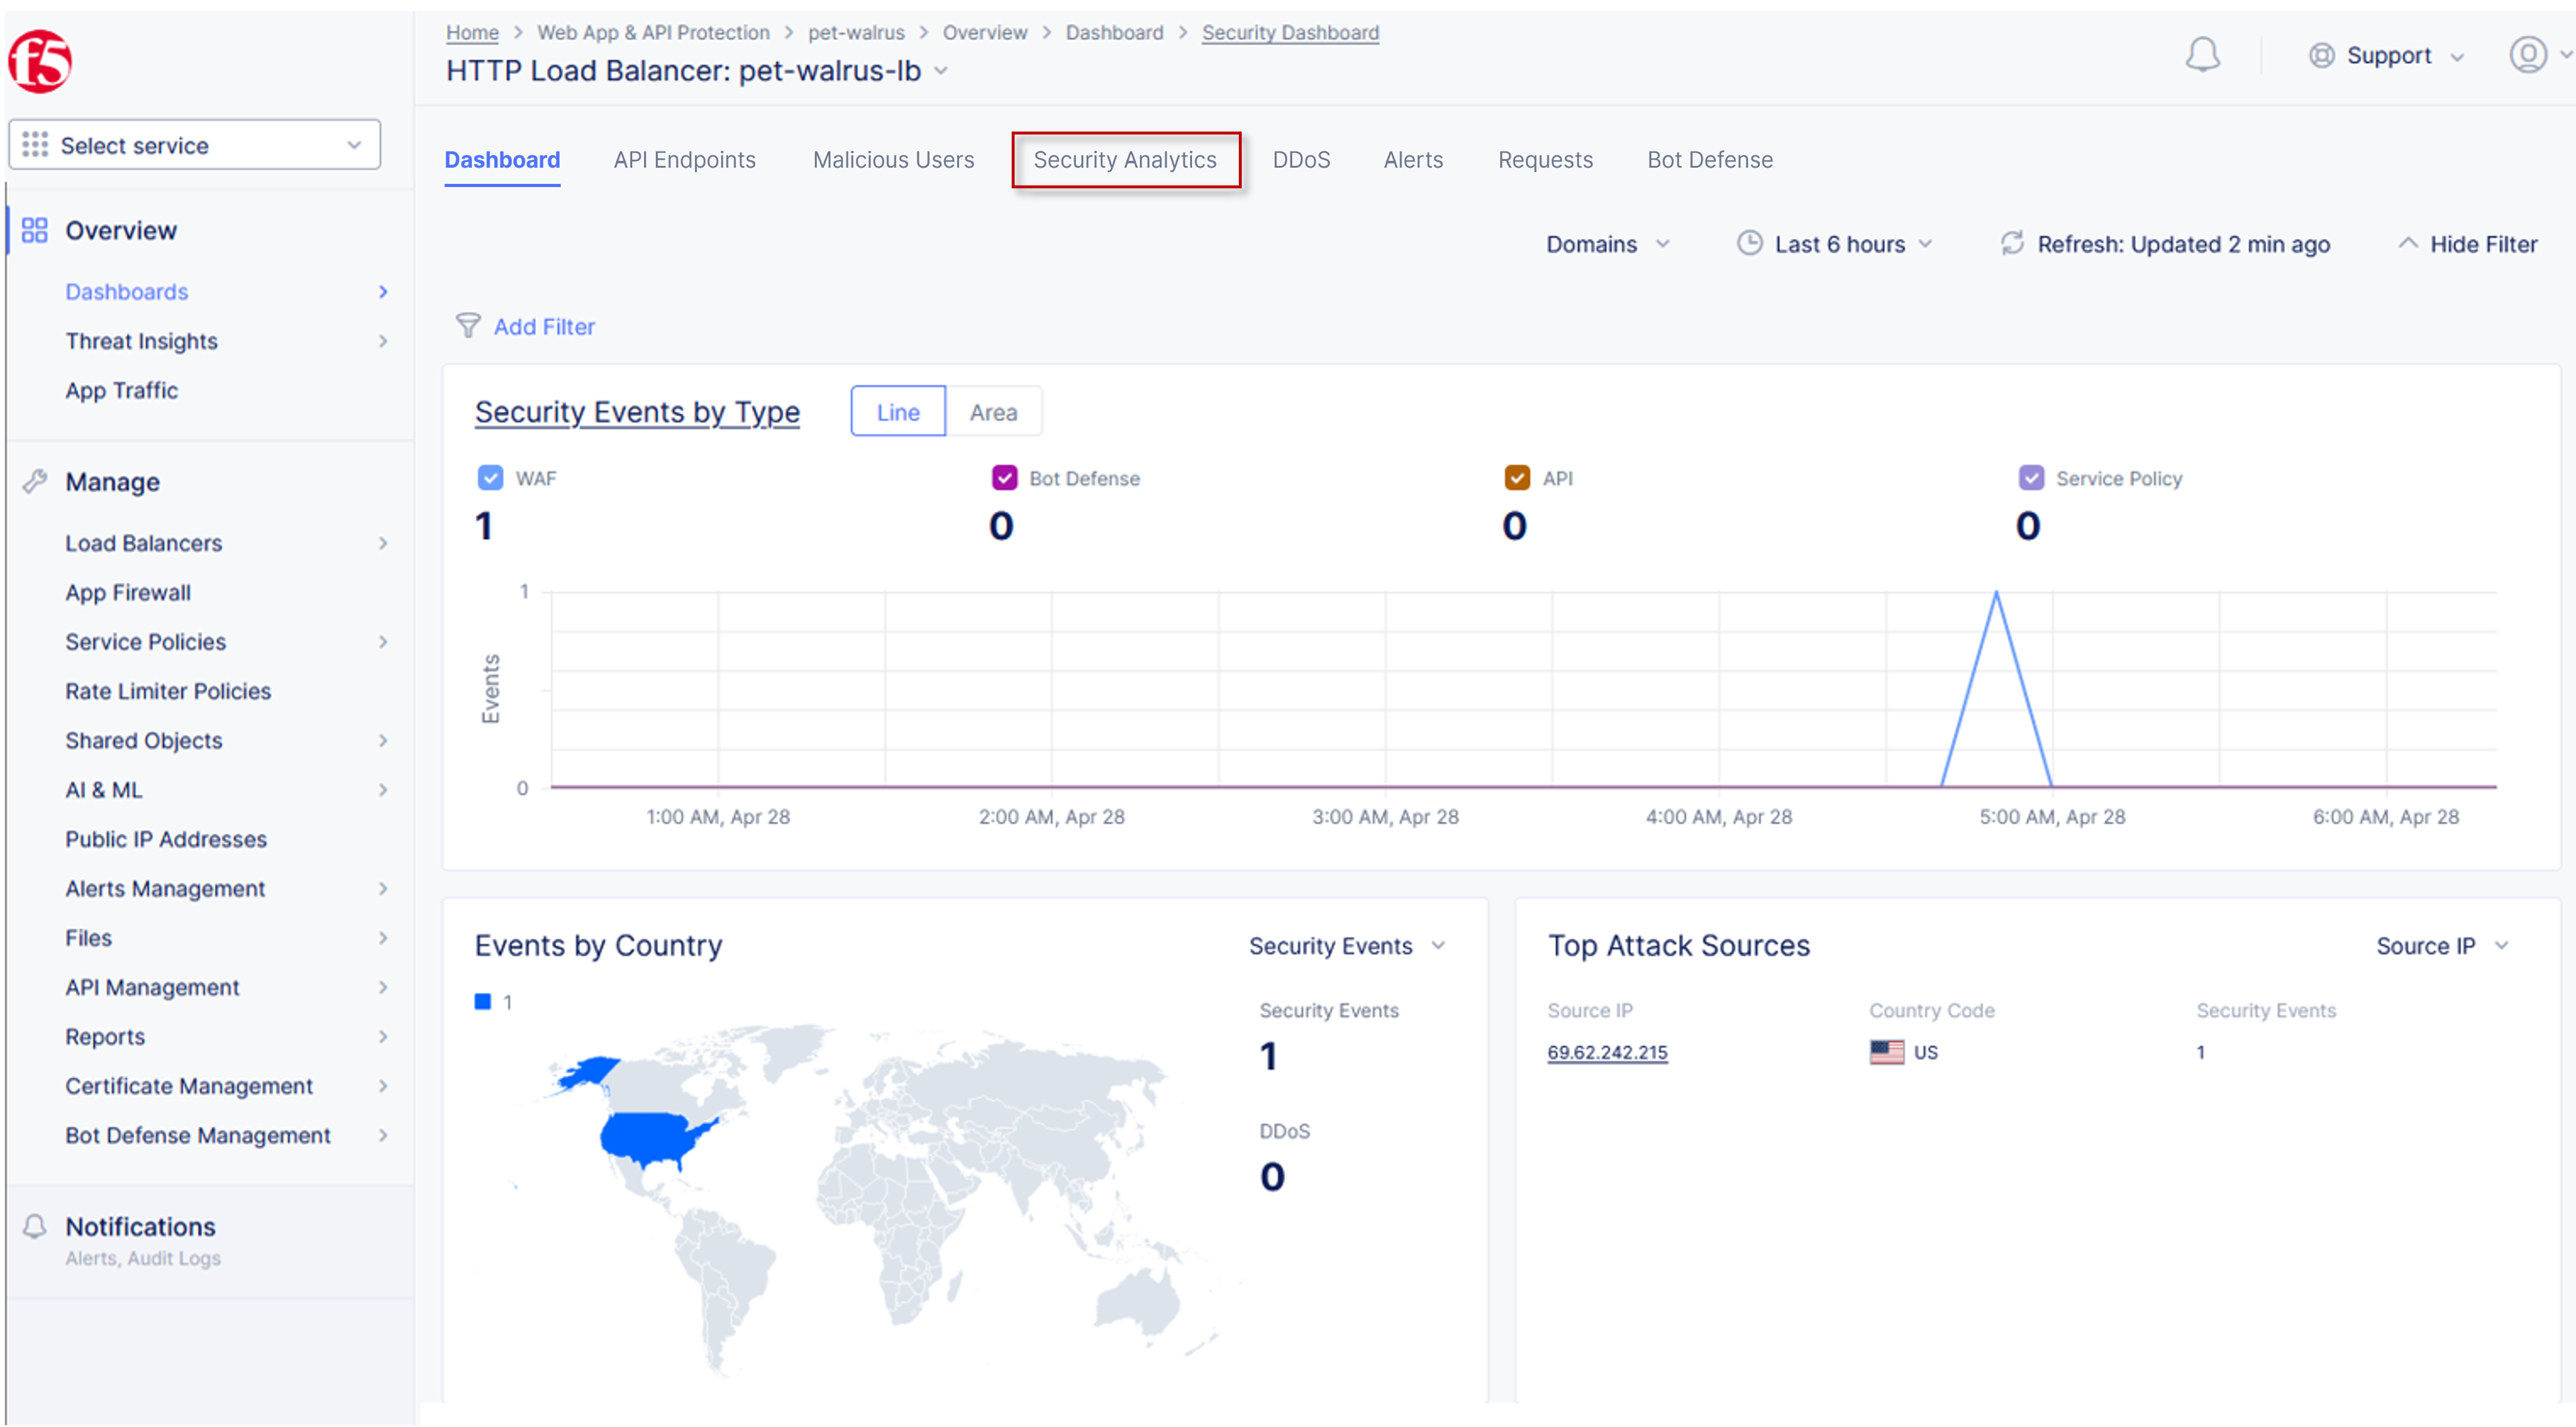 f5
Select service
Overview
Dashboards
Threat Insights
App Traffic
Manage
Load Balancers
App Firewall
Service Policies
Rate Limiter Policies
Shared Objects
AI & ML
Public IP Addresses
Alerts Management
Files
API Management
Reports
Certificate Management
Bot Defense Management
Notifications
Alerts, Audit Logs
Home > Web App & API Protection > pet-walrus > Overview > Dashboard > Security Dashboard
HTTP Load Balancer: pet-walrus-lb
Support
Dashboard API Endpoints Malicious Users Security Analytics DDoS Alerts Requests Bot Defense
Domains Last 6 hours Refresh: Updated 2 min ago Hide Filter
Add Filter
Security Events by Type Line Area
WAF Bot Defense API Service Policy
1 0 0 0
1
Events
0
1:00 AM, Apr 28 2:00 AM, Apr 28 3:00 AM, Apr 28 4:00 AM, Apr 28 5:00 AM, Apr 28 6:00 AM, Apr 28
Events by Country Security Events
1
Security Events
1
DDoS
0
Top Attack Sources Source IP
Source IP Country Code Security Events
69.62.242.215 US 1